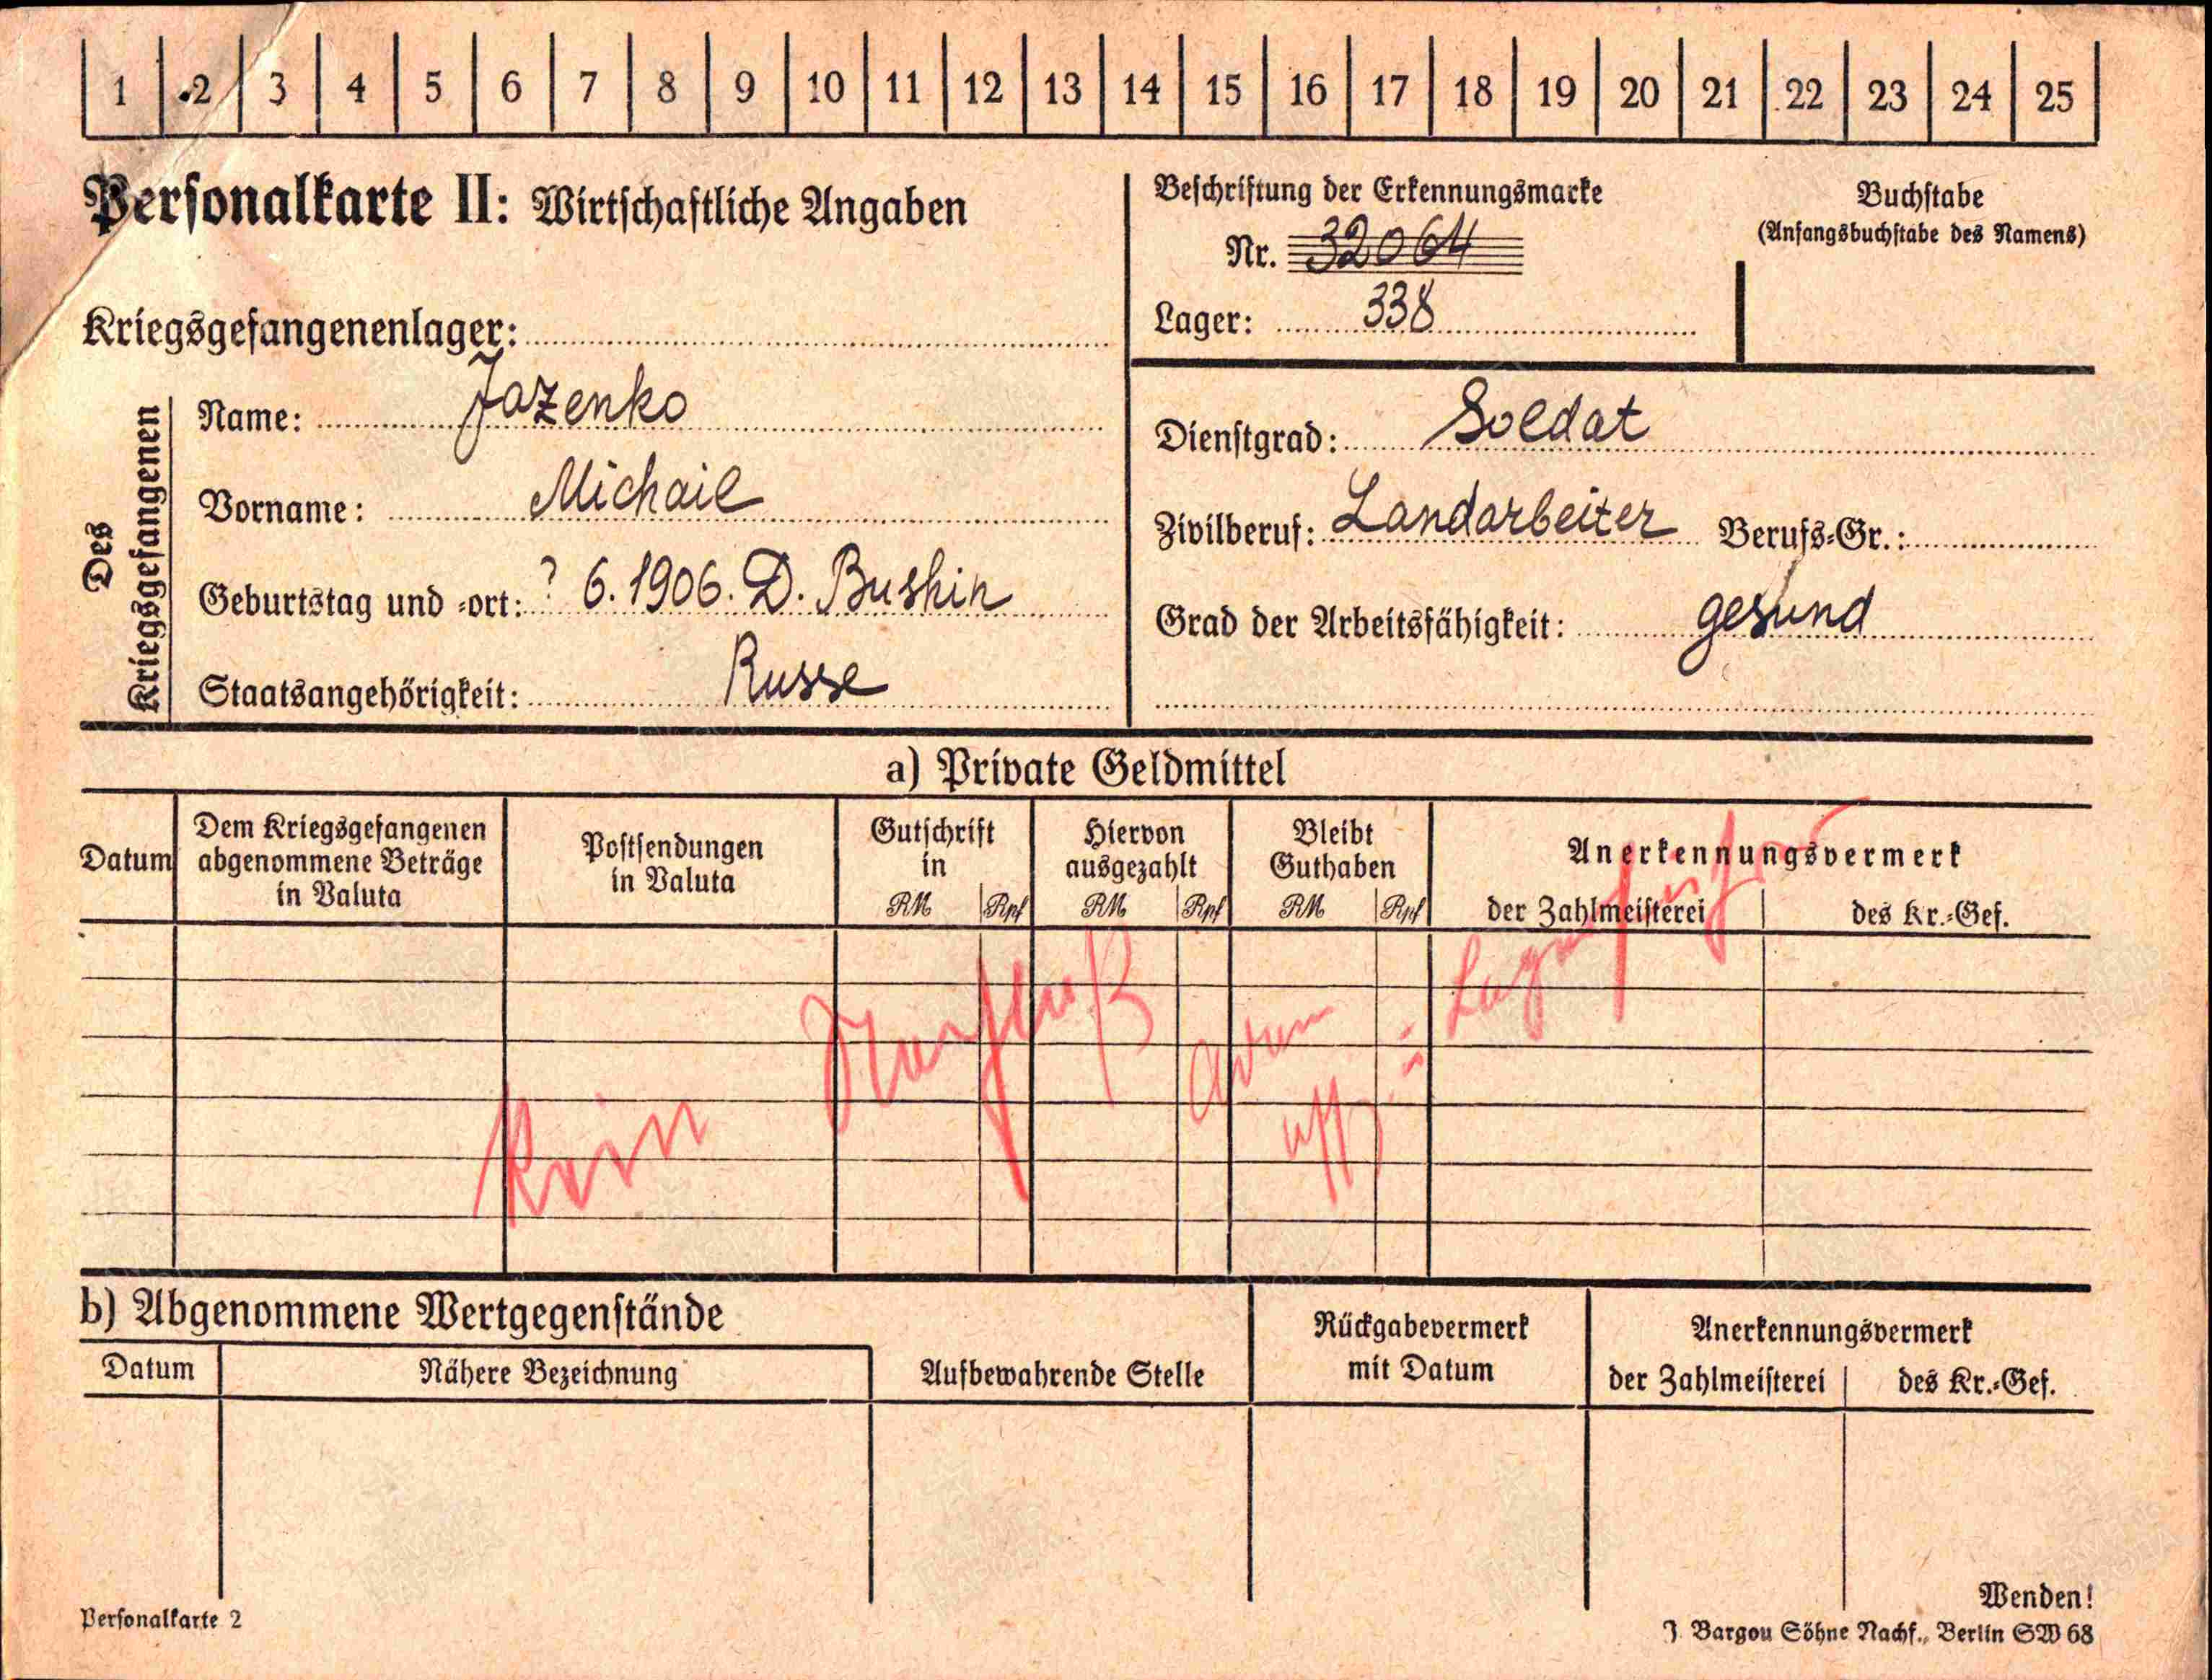 1 2 3 4 5 6 7 8 9 10 11 12 13 14 15 16 17 18 19 20 21 22 23 24 25
Personalkarte II: Wirtschaftliche Angaben
Beschriftung der Erkennungsmarke
Nr. 32064
Lager: 338
Buchstabe
(Anfangsbuchstabe des Namens)
Kriegsgefangenenlager:
Des
Kriegsgefangenen
Name: Jazenko
Vorname: Michail
Geburtstag und -ort: ? 6. 1906. D. Bushin
Staatsangehörigkeit: Russe
Dienstgrad: Soldat
Zivilberuf: Landarbeiter Berufs-Gr.:
Grad der Arbeitsfähigkeit: gesund
a) Private Geldmittel
Datum
Dem Kriegsgefangenen
abgenommene Beträge
in Valuta
Postsendungen
in Valuta
Gutschrift
in
RM Rpf
Hiervon
ausgezahlt
RM Rpf
Bleibt
Guthaben
RM Rpf
Anerkennungsvermerk
der Zahlmeisterei des Kr.-Gef.
Kein
b) Abgenommene Wertgegenstände
Datum
Nähere Bezeichnung
Aufbewahrende Stelle
Rückgabevermerk
mit Datum
Anerkennungsvermerk
der Zahlmeisterei des Kr.-Gef.
Wenden!
Personalkarte 2
J. Bargou Söhne Nachf., Berlin SW 68